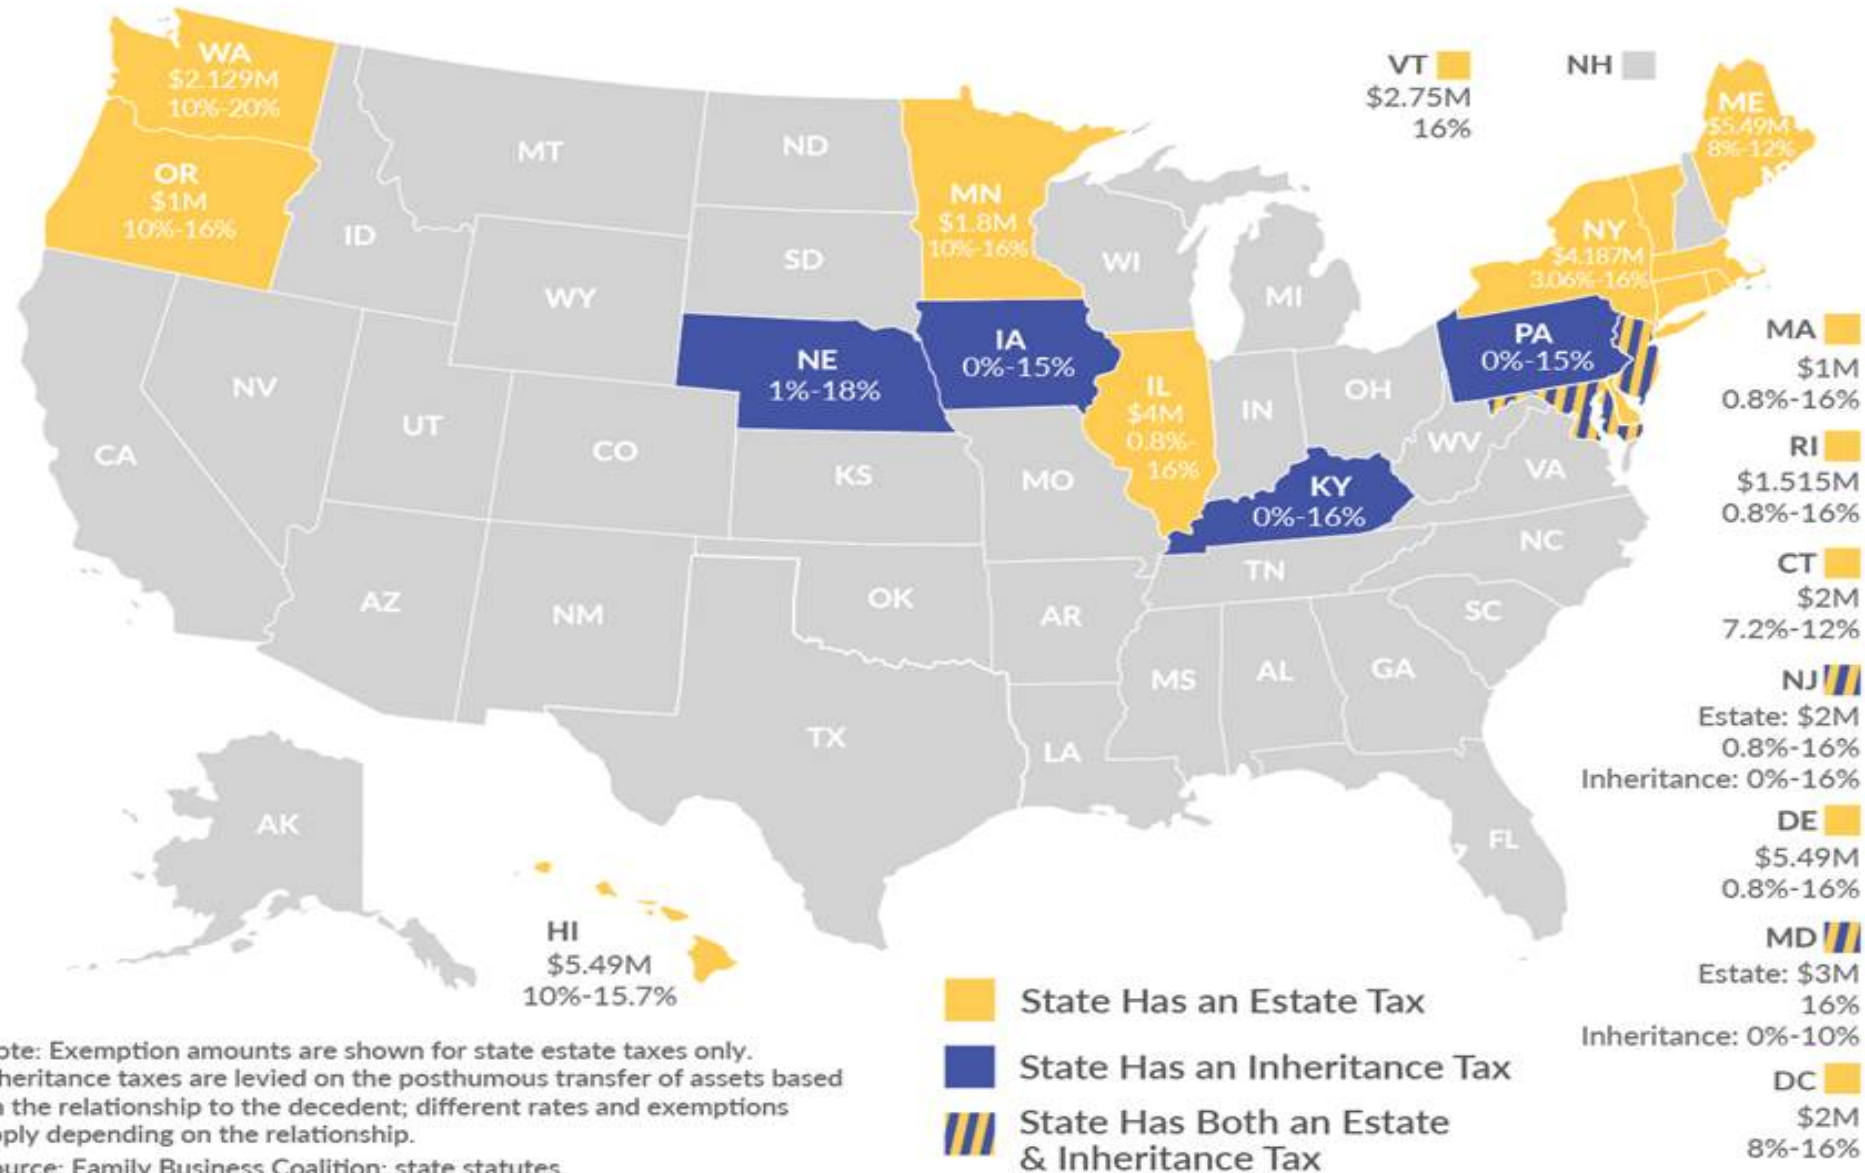 WA
$2.129M
10%-20%
OR
$1M
10%-16%
ID
MT
ND
MN
$1.8M
10%-16%
VT
$2.75M
16%
NH
ME
$5.49M
8%-12%
NY
$4.187M
3.06%-16%
SD
WI
MI
WY
NE
1%-18%
IA
0%-15%
IL
$4M
0.8%-
16%
IN
OH
PA
0%-15%
NV
UT
CO
CA
KS
MO
KY
0%-16%
WV
VA
NC
TN
AZ
NM
OK
AR
SC
MS
AL
GA
TX
LA
FL
AK
HI
$5.49M
10%-15.7%
MA
$1M
0.8%-16%
RI
$1.515M
0.8%-16%
CT
$2M
7.2%-12%
NJ
Estate: $2M
0.8%-16%
Inheritance: 0%-16%
DE
$5.49M
0.8%-16%
MD
Estate: $3M
16%
Inheritance: 0%-10%
DC
$2M
8%-16%
State Has an Estate Tax
State Has an Inheritance Tax
State Has Both an Estate
& Inheritance Tax
ote: Exemption amounts are shown for state estate taxes only.
heritance taxes are levied on the posthumous transfer of assets based
n the relationship to the decedent; different rates and exemptions
pply depending on the relationship.
ource: Family Business Coalition; state statutes